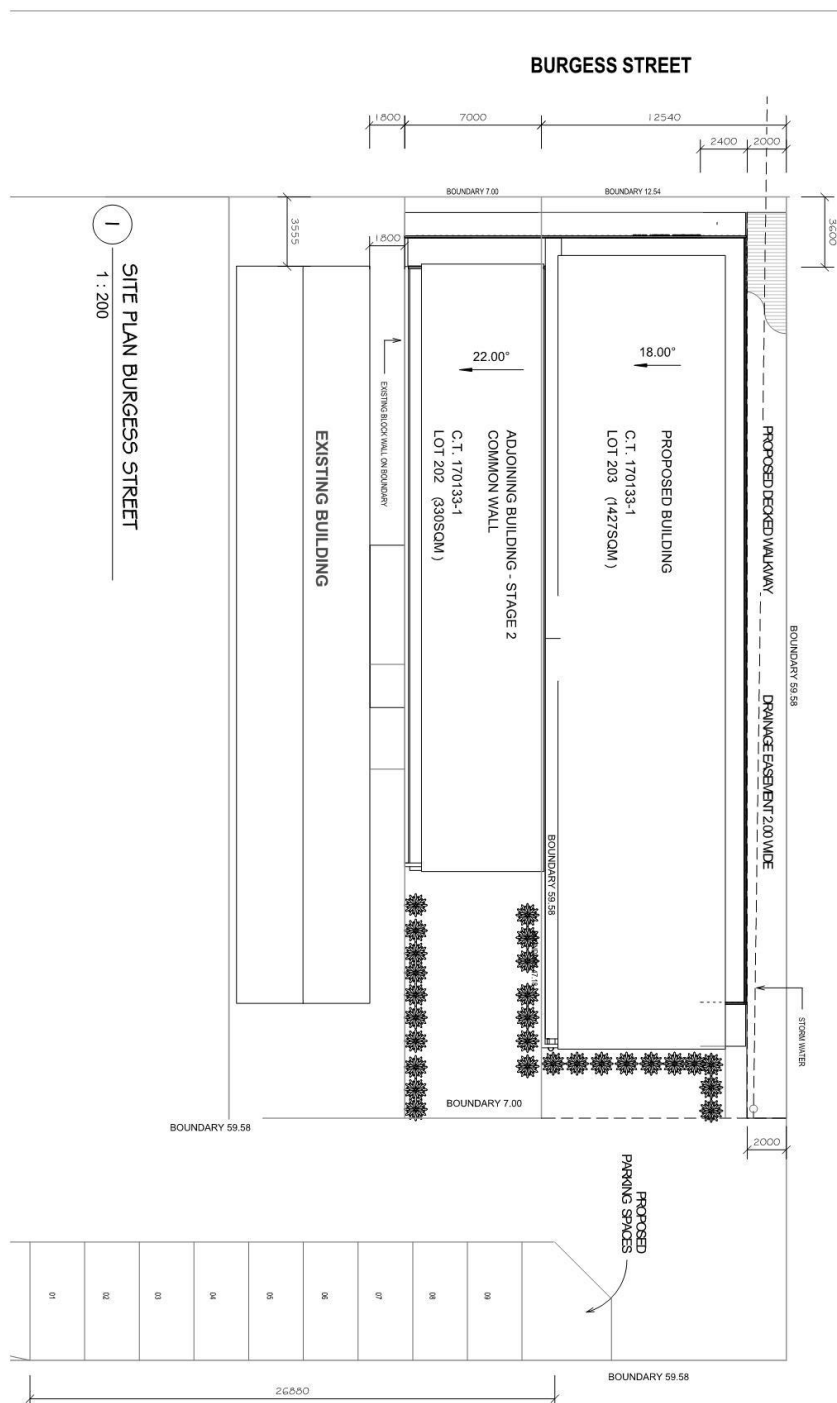 BURGESS STREET
1800
7000
12540
2400
2000
BOUNDARY 7.00
BOUNDARY 12.54
3555
3600
1800
1
SITE PLAN BURGESS STREET
1 : 200
22.00°
18.00°
EXISTING BLOCK WALL ON BOUNDARY
EXISTING BUILDING
ADJOINING BUILDING - STAGE 2
COMMON WALL
C.T. 170133-1
LOT 202 (330SQM )
PROPOSED BUILDING
C.T. 170133-1
LOT 203 (1427SQM )
PROPOSED DECKED WALKWAY
DRAINAGE EASEMENT 2.00 WIDE
BOUNDARY 59.58
BOUNDARY 59.58
STORM WATER
BOUNDARY 7.00
BOUNDARY 59.58
2000
PROPOSED
PARKING SPACES
01
02
03
04
05
06
07
08
09
BOUNDARY 59.58
26880